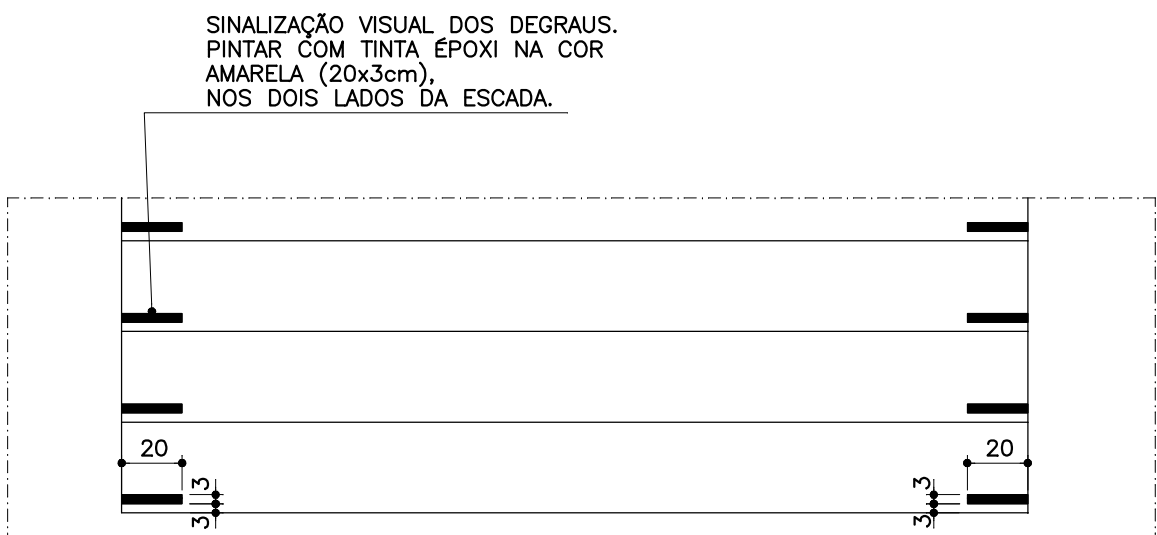 SINALIZAÇÃO VISUAL DOS DEGRAUS.
PINTAR COM TINTA ÉPOXI NA COR
AMARELA (20x3cm),
NOS DOIS LADOS DA ESCADA.
20
20
3
3
3
3